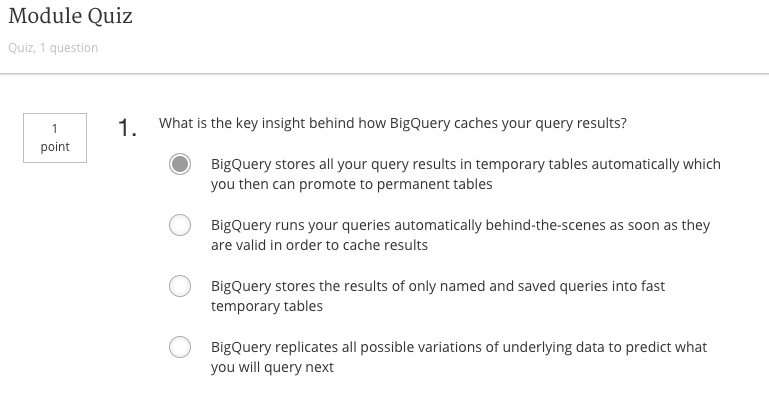 Module Quiz
Quiz, 1 question
1
point
1.
What is the key insight behind how BigQuery caches your query results?
BigQuery stores all your query results in temporary tables automatically which
you then can promote to permanent tables
BigQuery runs your queries automatically behind-the-scenes as soon as they
are valid in order to cache results
BigQuery stores the results of only named and saved queries into fast
temporary tables
BigQuery replicates all possible variations of underlying data to predict what
you will query next